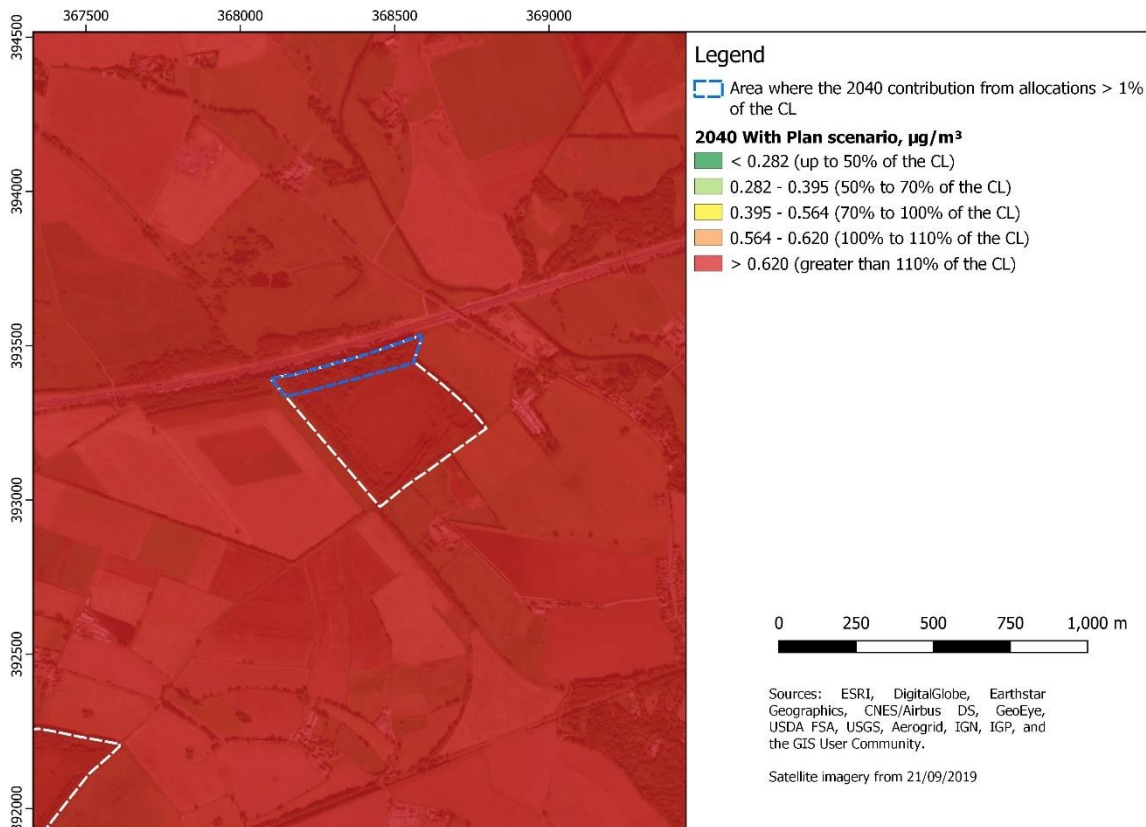 367500 368000 368500 369000
394500
394000
393500
393000
392500
392000
Legend
Area where the 2040 contribution from allocations > 1%
of the CL
2040 With Plan scenario, µg/m³
< 0.282 (up to 50% of the CL)
0.282 - 0.395 (50% to 70% of the CL)
0.395 - 0.564 (70% to 100% of the CL)
0.564 - 0.620 (100% to 110% of the CL)
> 0.620 (greater than 110% of the CL)
0 250 500 750 1,000 m
Sources: ESRI, DigitalGlobe, Earthstar
Geographics, CNES/Airbus DS, GeoEye,
USDA FSA, USGS, Aerogrid, IGN, IGP, and
the GIS User Community.
Satellite imagery from 21/09/2019